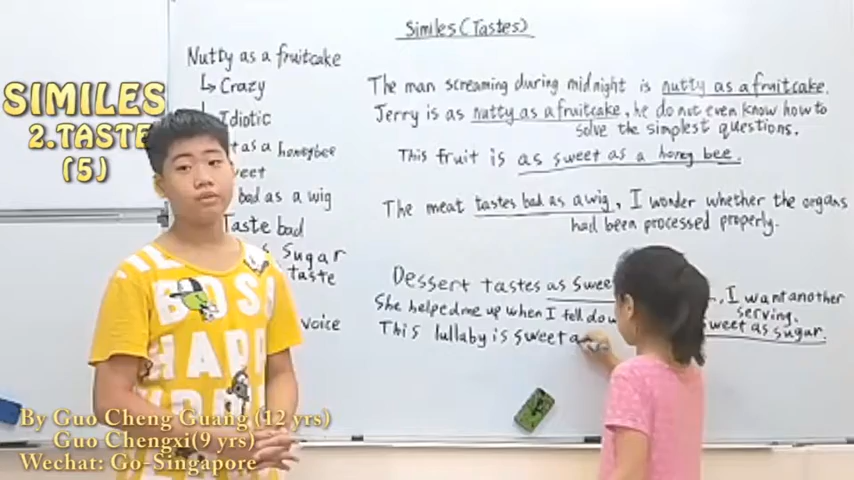 Similes (Tastes)
SIMILES
2.TASTE
(5)
Nutty as a fruitcake
↳ Crazy
Idiotic
as a honeybee
bad as a wig
Taste bad
Sugar
taste
voice
The man screaming during midnight is nutty as a fruitcake.
Jerry is as nutty as a fruitcake, he do not even know how to
solve the simplest questions.
This fruit is as sweet as a honey bee.
The meat tastes bad as a wig, I wonder whether the organs
had been processed properly.
Dessert tastes as swee I want another
serving.
She helped me up when I fell do sweet as sugar.
This lullaby is sweet a
BOYS
By Guo Cheng Guang (12 yrs)
Guo Chengxi(9 yrs)
Wechat: Go-Singapore